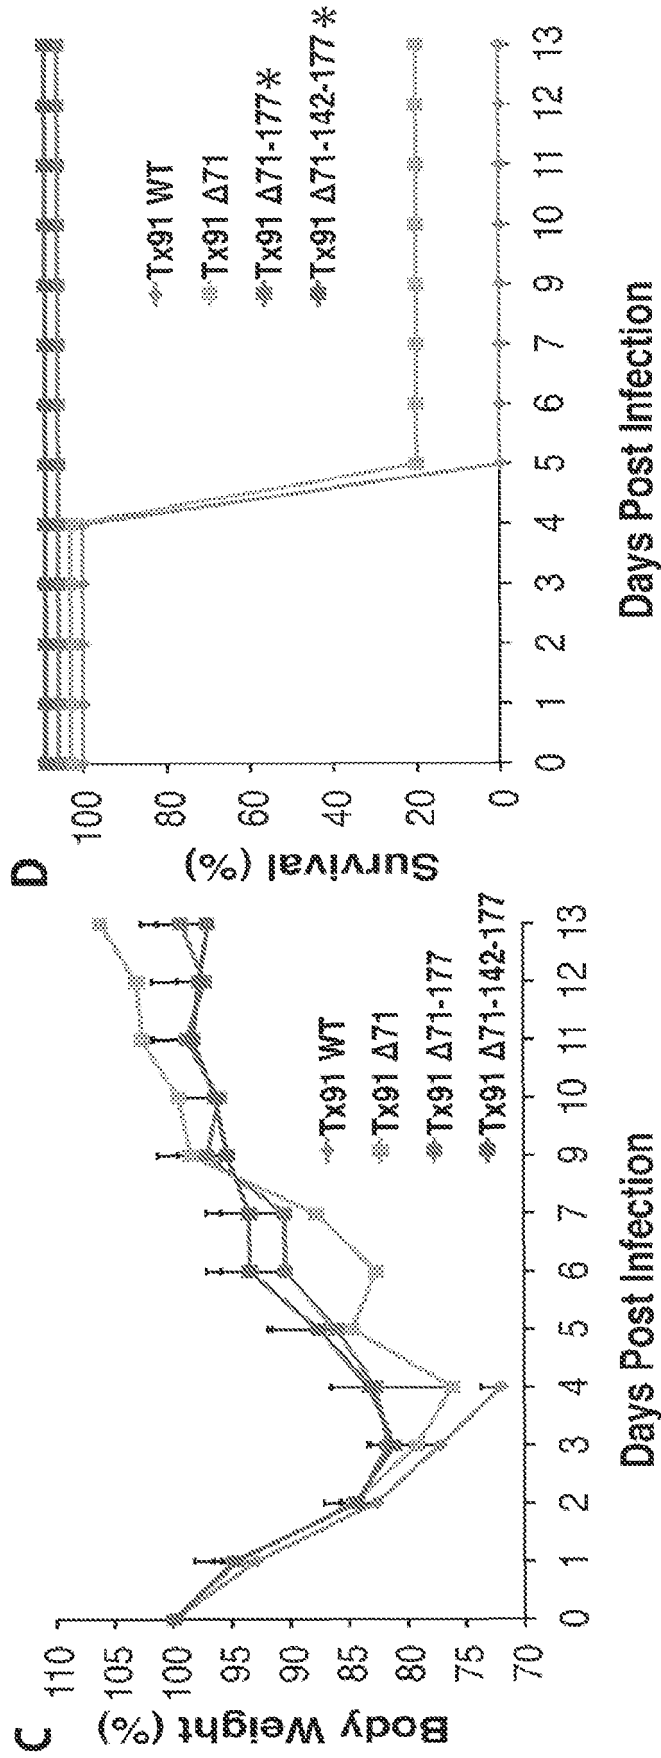 C
Body Weight (%)
110
105
100
95
90
85
80
75
70
0 1 2 3 4 5 6 7 9 10 11 12 13
Days Post Infection
Tx91 WT
Tx91 Δ71
Tx91 Δ71-177
Tx91 Δ71-142-177
D
Survival (%)
100
80
60
40
20
0
0 1 2 3 4 5 6 7 9 10 11 12 13
Days Post Infection
Tx91 WT
Tx91 Δ71
Tx91 Δ71-177*
Tx91 Δ71-142-177*